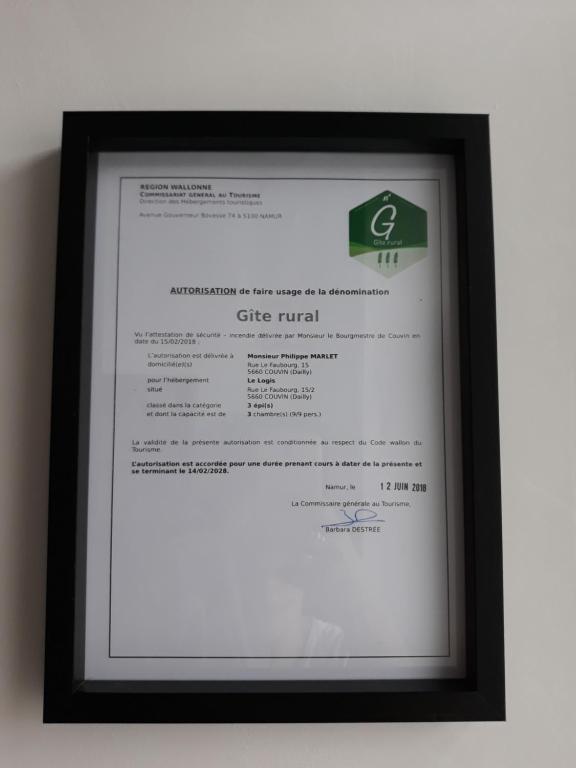 REGION WALLONNE
COMMISSARIAT GENERAL AU TOURISME
Direction des Hébergements touristiques
Avenue Gouverneur Bovesse 74 à 5100 NAMUR
G
Gîte rural
AUTORISATION de faire usage de la dénomination
Gîte rural
Vu l'attestation de sécurité - incendie délivrée par Monsieur le Bourgmestre de Couvin en
date du 15/02/2018 ;
L'autorisation est délivrée à Monsieur Philippe MARLET
domicilié(e)(s) Rue Le Faubourg, 15
5660 COUVIN (Dailly)
pour l'hébergement Le Logis
situé Rue Le Faubourg, 15/2
5660 COUVIN (Dailly)
classé dans la catégorie 3 épi(s)
et dont la capacité est de 3 chambre(s) (9/9 pers.)
La validité de la présente autorisation est conditionnée au respect du Code wallon du
Tourisme.
L'autorisation est accordée pour une durée prenant cours à dater de la présente et
se terminant le 14/02/2028.
Namur, le 12 JUIN 2018
La Commissaire générale au Tourisme,
Barbara DESTRÉE